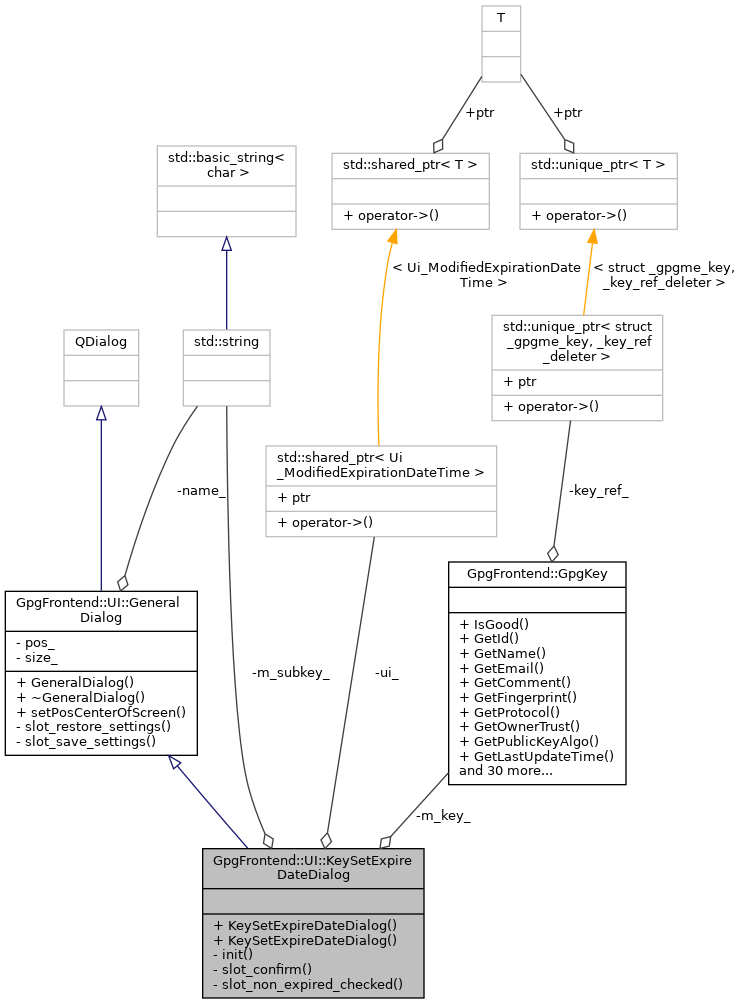 T
+ptr
+ptr
std::basic_string<
char >
std::shared_ptr< T >
+ operator->()
std::unique_ptr< T >
+ operator->()
< Ui_ModifiedExpirationDate
Time >
< struct _gpgme_key,
_key_ref_deleter >
QDialog
std::string
std::unique_ptr< struct
_gpgme_key, _key_ref
_deleter >
+ ptr
+ operator->()
std::shared_ptr< Ui
_ModifiedExpirationDateTime >
+ ptr
+ operator->()
-name_
-key_ref_
GpgFrontend::UI::General
Dialog
- pos_
- size_
+ GeneralDialog()
+ ~GeneralDialog()
+ setPosCenterOfScreen()
- slot_restore_settings()
- slot_save_settings()
-m_subkey_
-ui_
GpgFrontend::GpgKey
+ IsGood()
+ GetId()
+ GetName()
+ GetEmail()
+ GetComment()
+ GetFingerprint()
+ GetProtocol()
+ GetOwnerTrust()
+ GetPublicKeyAlgo()
+ GetLastUpdateTime()
and 30 more...
-m_key_
GpgFrontend::UI::KeySetExpire
DateDialog
+ KeySetExpireDateDialog()
+ KeySetExpireDateDialog()
- init()
- slot_confirm()
- slot_non_expired_checked()